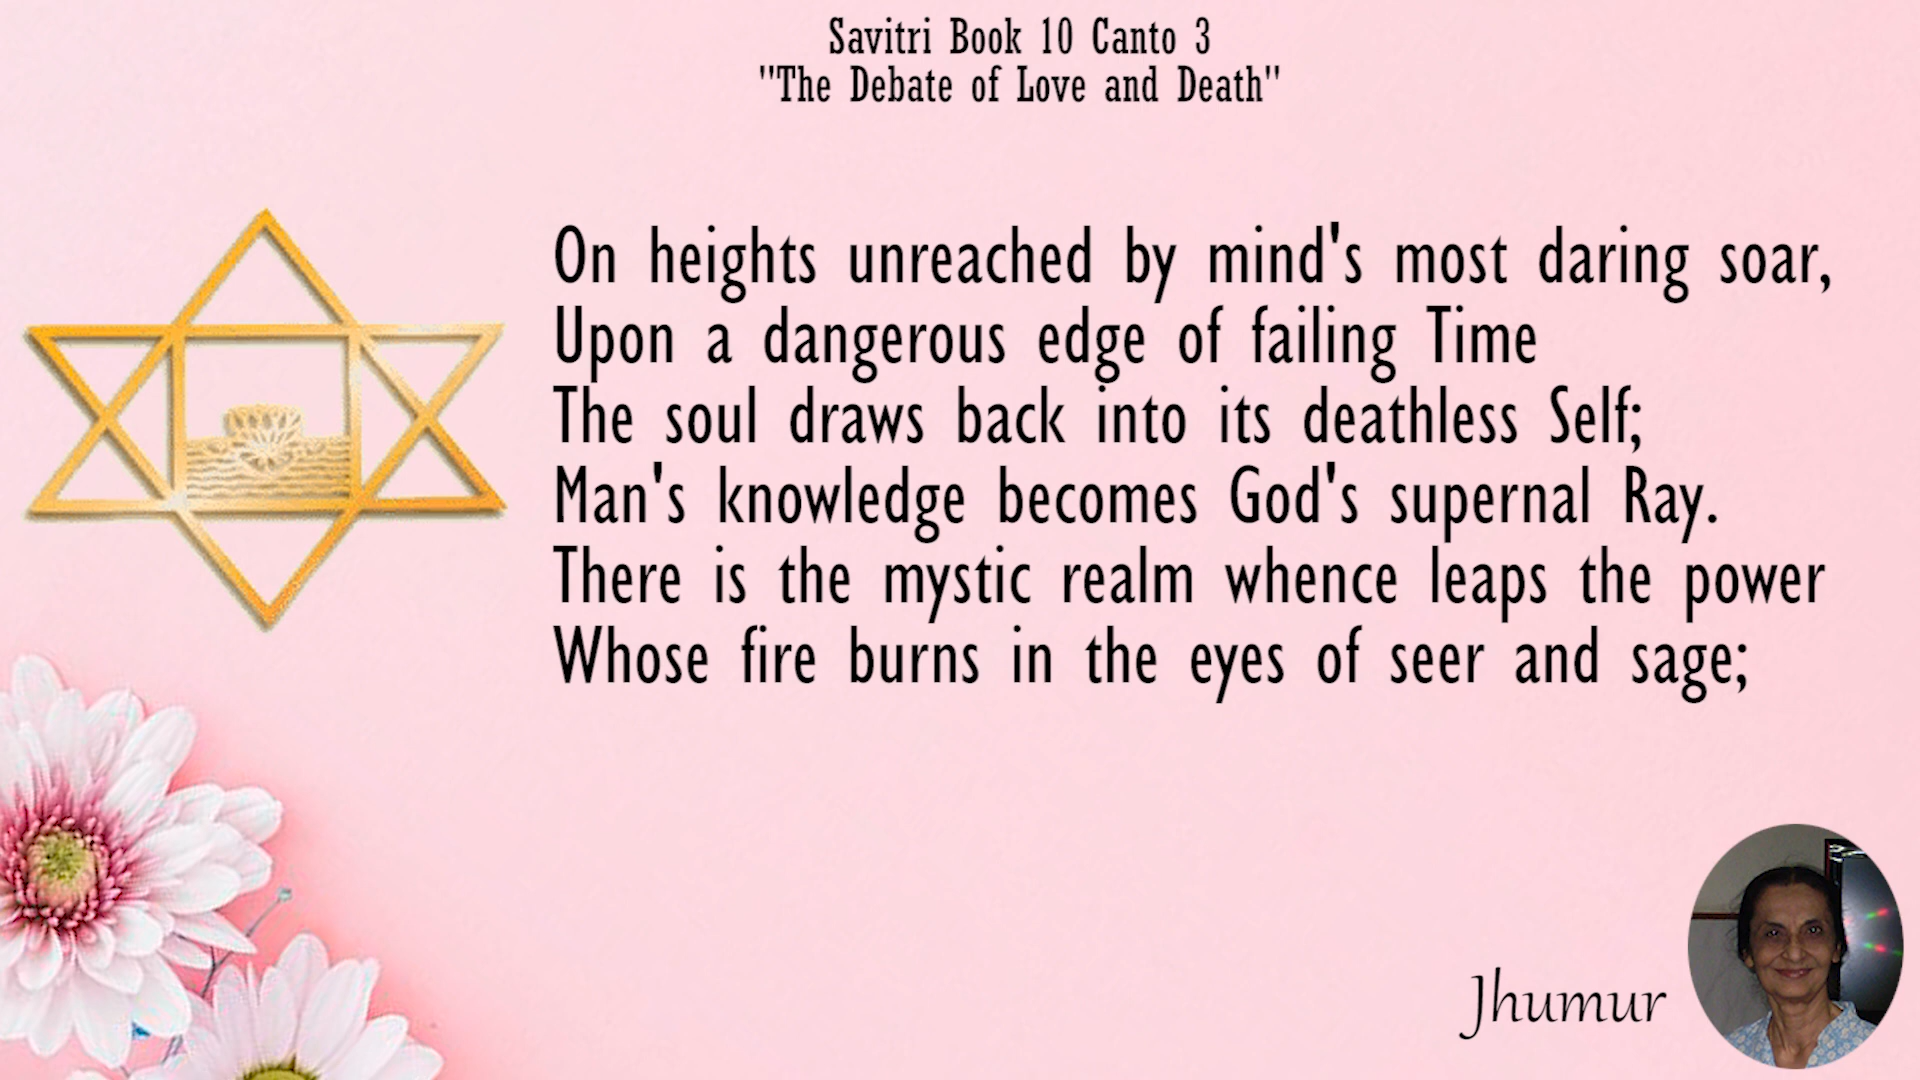 Savitri Book 10 Canto 3
"The Debate of Love and Death"
On heights unreached by mind's most daring soar,
Upon a dangerous edge of failing Time
The soul draws back into its deathless Self;
Man's knowledge becomes God's supernal Ray.
There is the mystic realm whence leaps the power
Whose fire burns in the eyes of seer and sage;
Jhumur